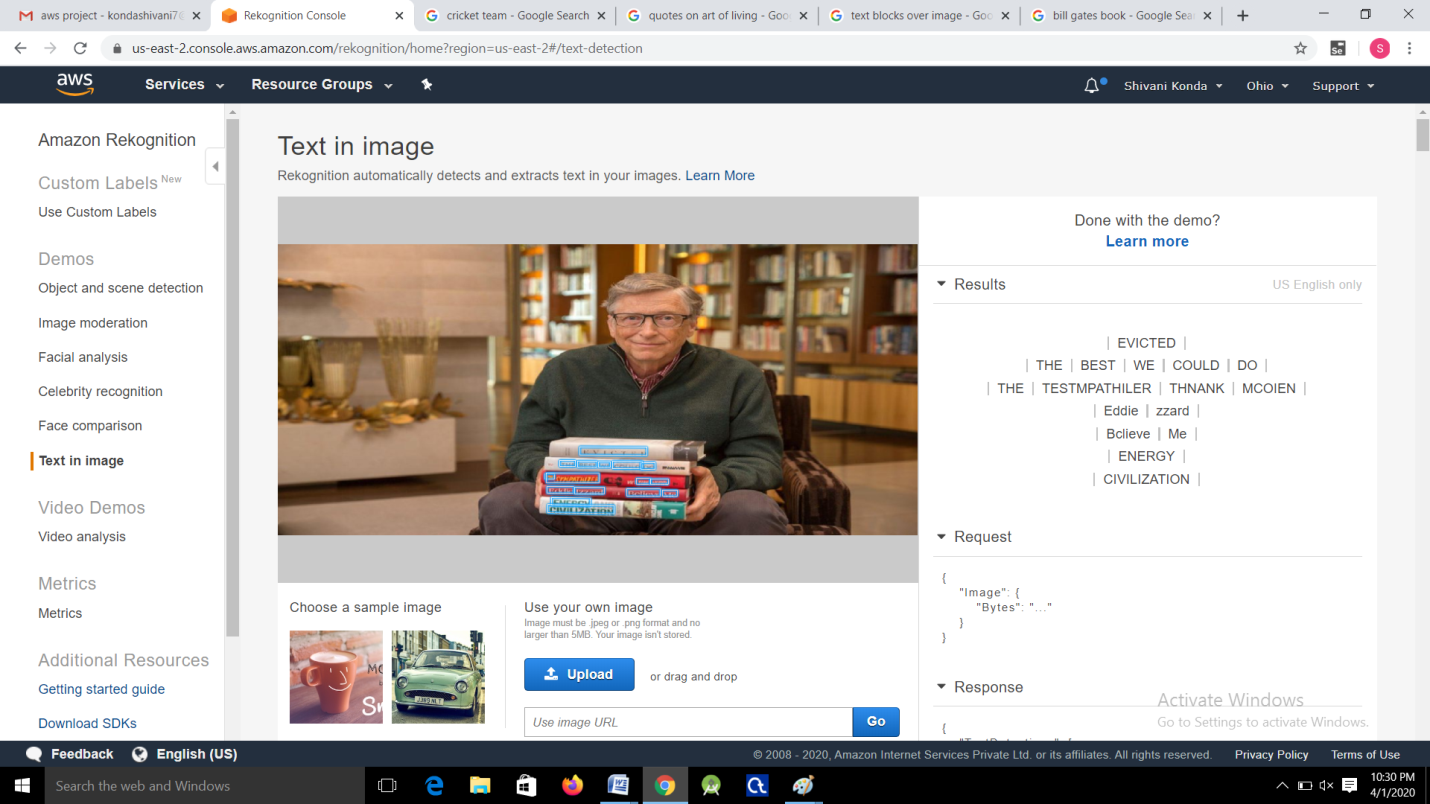 aws project - kondashivani7@
Rekognition Console
cricket team - Google Search
quotes on art of living - Goo
text blocks over image - Goo
bill gates book - Google Sear
us-east-2.console.aws.amazon.com/rekognition/home?region=us-east-2#/text-detection
Se
S
aws
Services
Resource Groups
Shivani Konda
Ohio
Support
Amazon Rekognition
Custom Labels New
Use Custom Labels
Demos
Object and scene detection
Image moderation
Facial analysis
Celebrity recognition
Face comparison
Text in image
Video Demos
Video analysis
Metrics
Metrics
Additional Resources
Getting started guide
Download SDKs
Text in image
Rekognition automatically detects and extracts text in your images. Learn More
EVICTED
ENERGY AND
CIVILIZATION
Choose a sample image
Use your own image
Image must be .jpeg or .png format and no
larger than 5MB. Your image isn't stored.
Upload
or drag and drop
Use image URL
Go
Done with the demo?
Learn more
Results
US English only
| EVICTED |
| THE | BEST | WE | COULD | DO |
| THE | TESTMPATHILER | THNANK | MCOIEN |
| Eddie | zzard |
| Bclieve | Me |
| ENERGY |
| CIVILIZATION |
Request
{
"Image": {
"Bytes": "..."
}
}
Response
{
"TextDetections": [
Activate Windows
Go to Settings to activate Windows.
Feedback
English (US)
© 2008 - 2020, Amazon Internet Services Private Ltd. or its affiliates. All rights reserved.
Privacy Policy
Terms of Use
Search the web and Windows
10:30 PM
4/1/2020